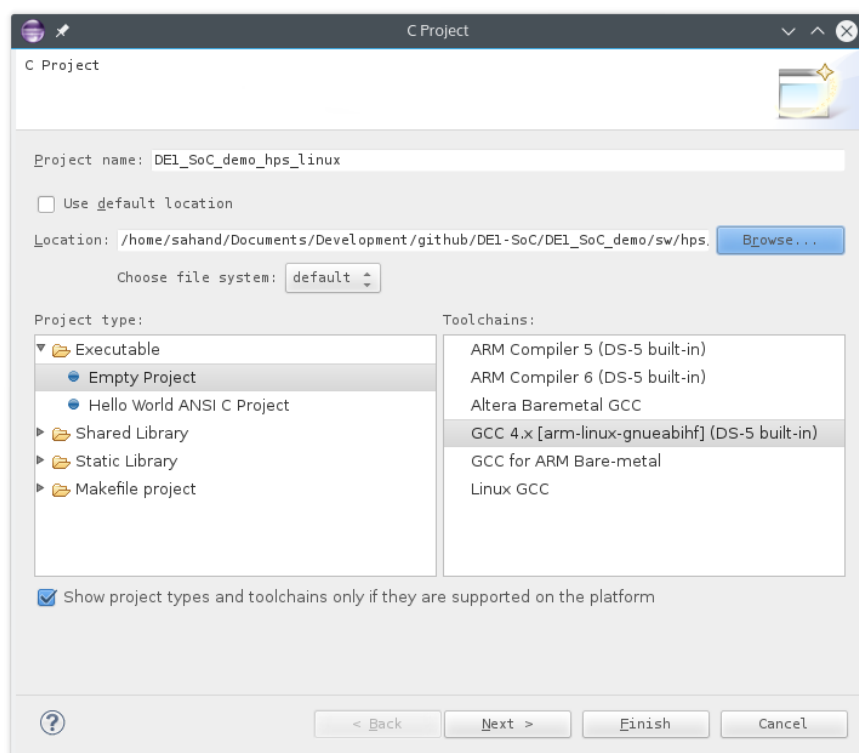 C Project
C Project
Project name: DE1_SoC_demo_hps_linux
Use default location
Location: /home/sahand/Documents/Development/github/DE1-SoC/DE1_SoC_demo/sw/hps. Browse...
Choose file system: default
Project type: Toolchains:
Executable ARM Compiler 5 (DS-5 built-in)
Empty Project ARM Compiler 6 (DS-5 built-in)
Hello World ANSI C Project Altera Baremetal GCC
Shared Library GCC 4.x [arm-linux-gnueabihf] (DS-5 built-in)
Static Library GCC for ARM Bare-metal
Makefile project Linux GCC
Show project types and toolchains only if they are supported on the platform
? < Back Next > Finish Cancel